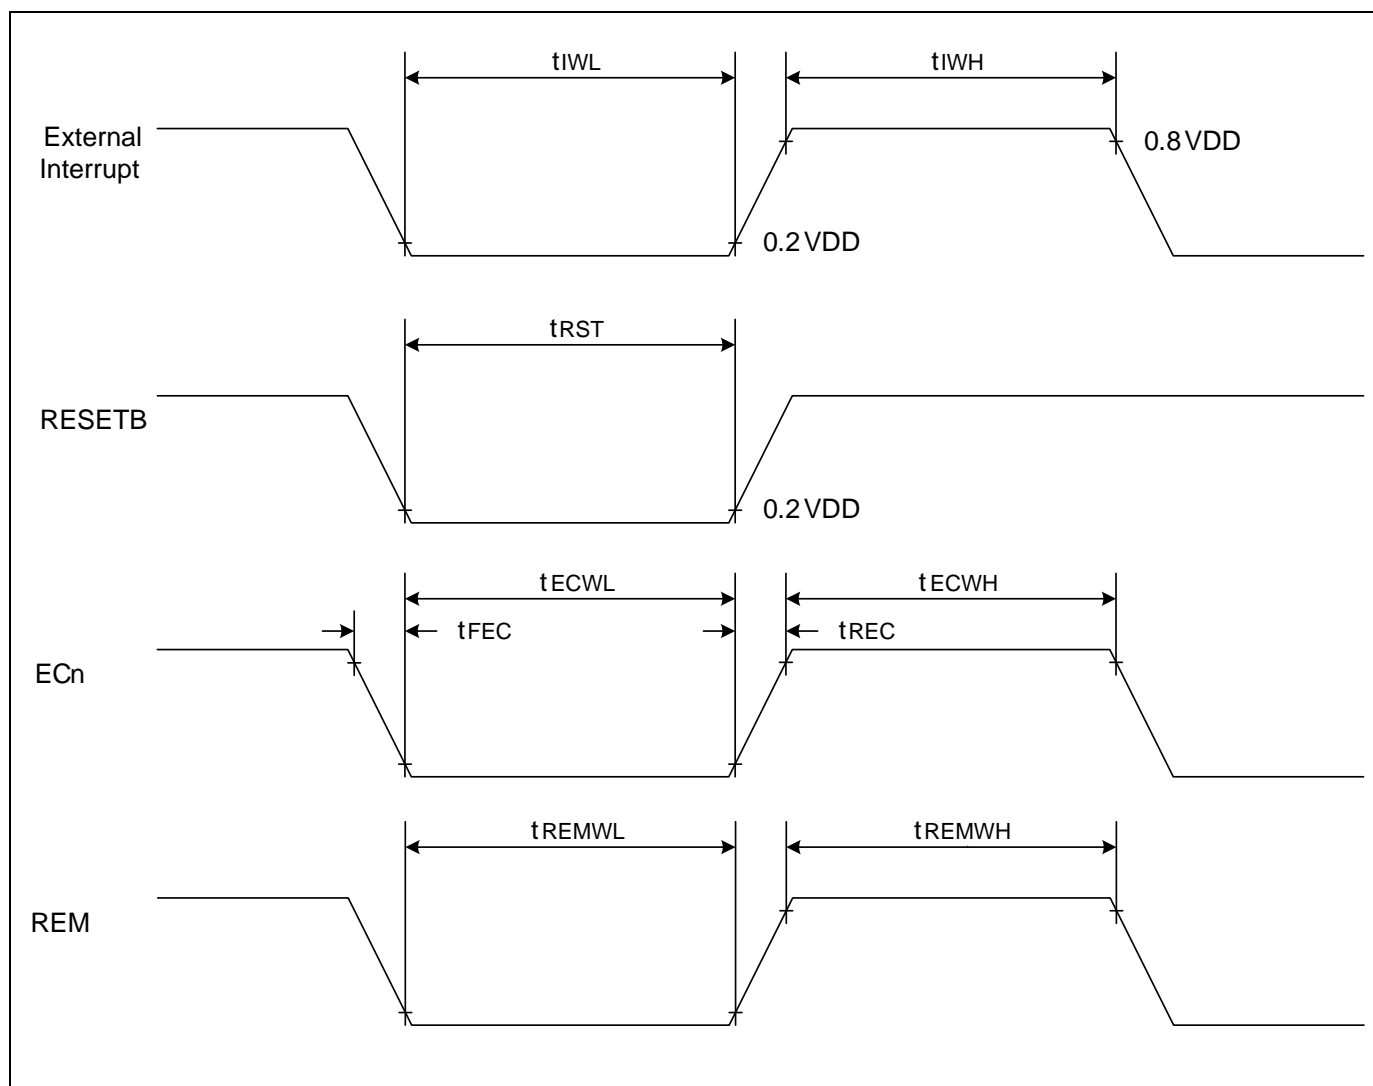 tIWL
tIWH
External
Interrupt
0.8 VDD
0.2 VDD
tRST
RESETB
0.2 VDD
tECWL
tECWH
tFEC
tREC
ECn
tREMWL
tREMWH
REM